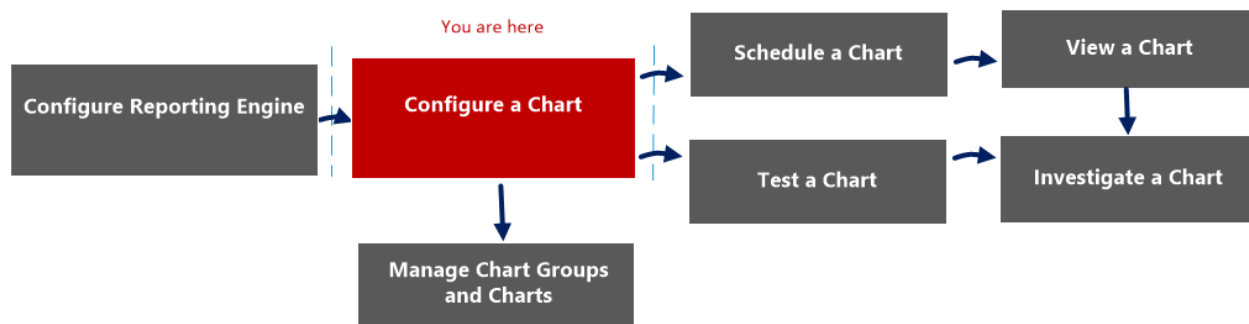 You are here
Configure Reporting Engine
Configure a Chart
Schedule a Chart
View a Chart
Test a Chart
Investigate a Chart
Manage Chart Groups
and Charts